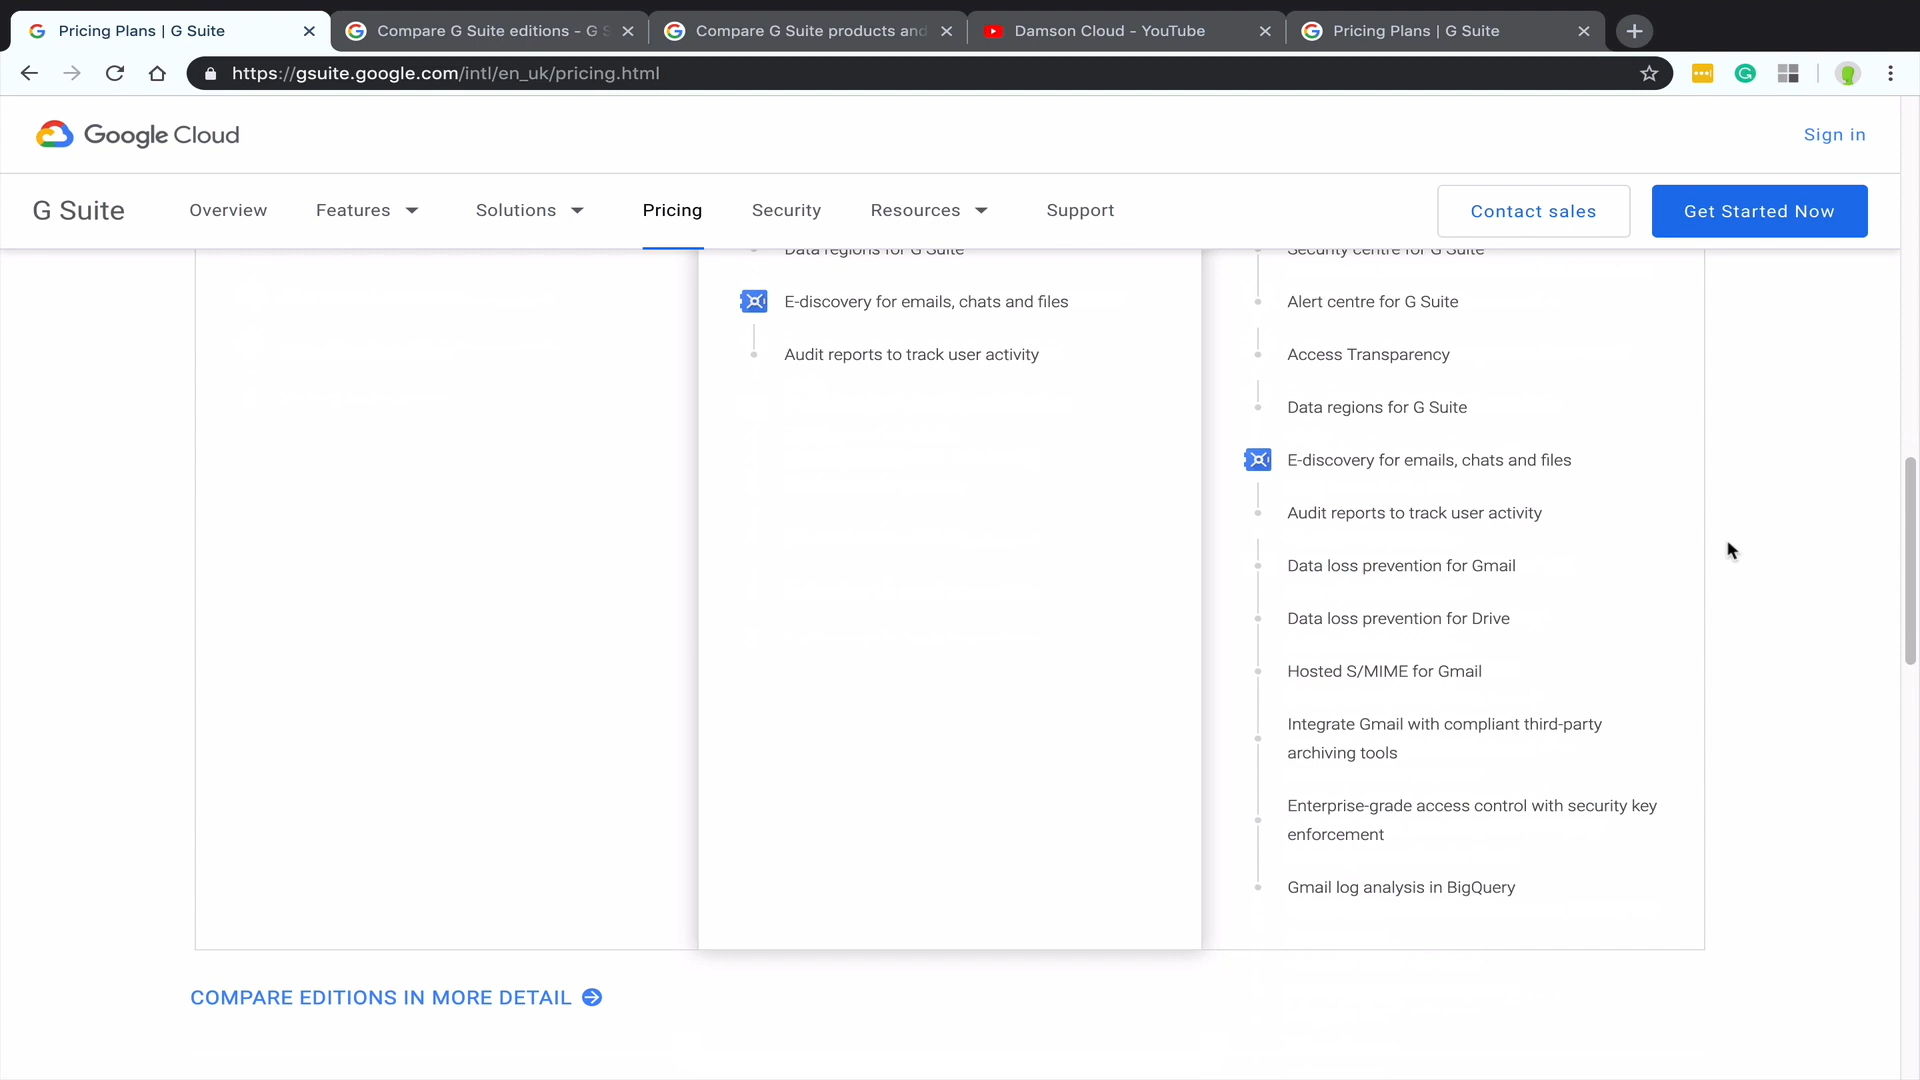 Pricing Plans | G Suite
Compare G Suite editions - G S
Compare G Suite products and
Damson Cloud - YouTube
Pricing Plans | G Suite
https://gsuite.google.com/intl/en_uk/pricing.html
Google Cloud
Sign in
G Suite
Overview
Features
Solutions
Pricing
Security
Resources
Support
Contact sales
Get Started Now
Data regions for G Suite
E-discovery for emails, chats and files
Audit reports to track user activity
Security centre for G Suite
Alert centre for G Suite
Access Transparency
Data regions for G Suite
E-discovery for emails, chats and files
Audit reports to track user activity
Data loss prevention for Gmail
Data loss prevention for Drive
Hosted S/MIME for Gmail
Integrate Gmail with compliant third-party
archiving tools
Enterprise-grade access control with security key
enforcement
Gmail log analysis in BigQuery
COMPARE EDITIONS IN MORE DETAIL